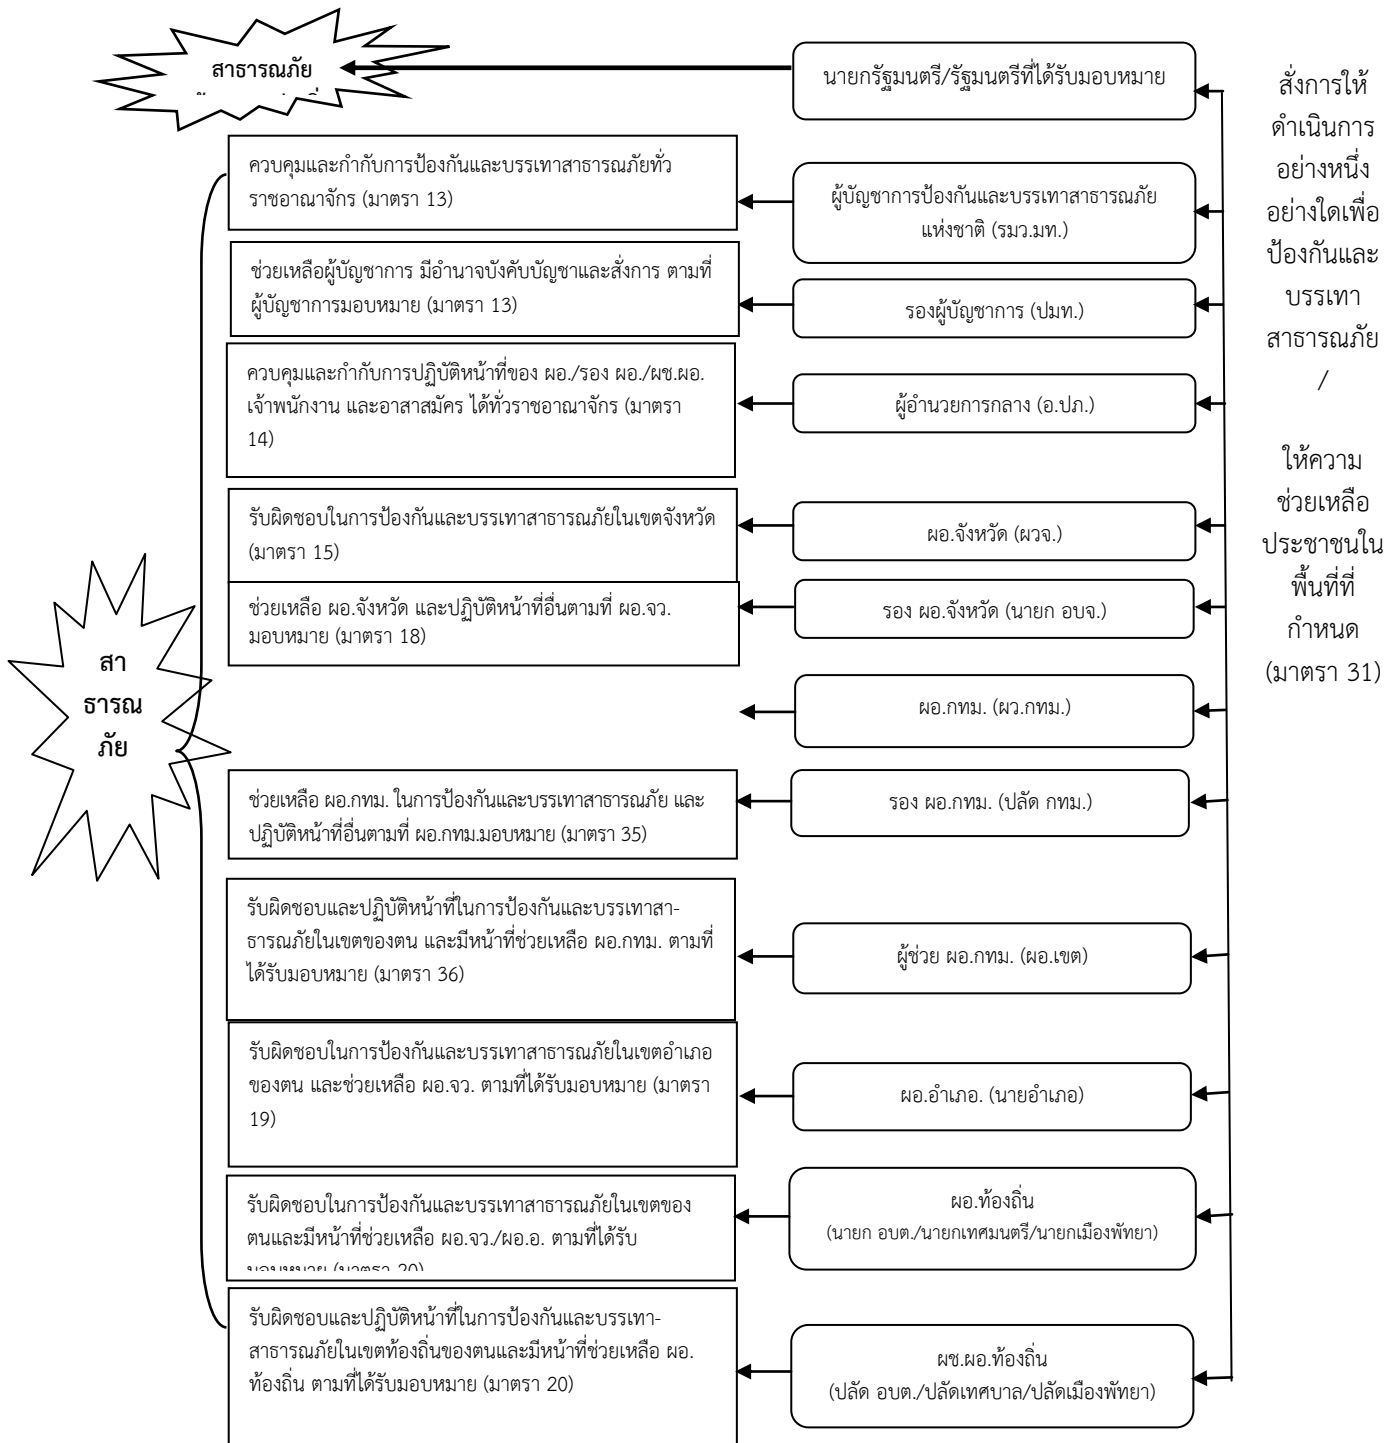 สาธารณภัย
นายกรัฐมนตรี/รัฐมนตรีที่ได้รับมอบหมาย
สั่งการให้
ดำเนินการ
อย่างหนึ่ง
อย่างใดเพื่อ
ป้องกันและ
บรรเทา
สาธารณภัย
/
ให้ความ
ช่วยเหลือ
ประชาชนใน
พื้นที่ที่
กำหนด
(มาตรา 31)
ควบคุมและกำกับการป้องกันและบรรเทาสาธารณภัยทั่ว
ราชอาณาจักร (มาตรา 13)
ผู้บัญชาการป้องกันและบรรเทาสาธารณภัย
แห่งชาติ (รมว.มท.)
ช่วยเหลือผู้บัญชาการ มีอำนาจบังคับบัญชาและสั่งการ ตามที่
ผู้บัญชาการมอบหมาย (มาตรา 13)
รองผู้บัญชาการ (ปมท.)
ควบคุมและกำกับการปฏิบัติหน้าที่ของ ผอ./รอง ผอ./ผช.ผอ.
เจ้าพนักงาน และอาสาสมัคร ได้ทั่วราชอาณาจักร (มาตรา
14)
ผู้อำนวยการกลาง (อ.ปภ.)
รับผิดชอบในการป้องกันและบรรเทาสาธารณภัยในเขตจังหวัด
(มาตรา 15)
ผอ.จังหวัด (ผวจ.)
ช่วยเหลือ ผอ.จังหวัด และปฏิบัติหน้าที่อื่นตามที่ ผอ.จว.
มอบหมาย (มาตรา 18)
รอง ผอ.จังหวัด (นายก อบจ.)
สา
ธารณ
ภัย
ผอ.กทม. (ผว.กทม.)
ช่วยเหลือ ผอ.กทม. ในการป้องกันและบรรเทาสาธารณภัย และ
ปฏิบัติหน้าที่อื่นตามที่ ผอ.กทม.มอบหมาย (มาตรา 35)
รอง ผอ.กทม. (ปลัด กทม.)
รับผิดชอบและปฏิบัติหน้าที่ในการป้องกันและบรรเทาสา-
ธารณภัยในเขตของตน และมีหน้าที่ช่วยเหลือ ผอ.กทม. ตามที่
ได้รับมอบหมาย (มาตรา 36)
ผู้ช่วย ผอ.กทม. (ผอ.เขต)
รับผิดชอบในการป้องกันและบรรเทาสาธารณภัยในเขตอำเภอ
ของตน และช่วยเหลือ ผอ.จว. ตามที่ได้รับมอบหมาย (มาตรา
19)
ผอ.อำเภอ. (นายอำเภอ)
รับผิดชอบในการป้องกันและบรรเทาสาธารณภัยในเขตของ
ตนและมีหน้าที่ช่วยเหลือ ผอ.จว./ผอ.อ. ตามที่ได้รับ
มอบหมาย (มาตรา 20)
ผอ.ท้องถิ่น
(นายก อบต./นายกเทศมนตรี/นายกเมืองพัทยา)
รับผิดชอบและปฏิบัติหน้าที่ในการป้องกันและบรรเทา-
สาธารณภัยในเขตท้องถิ่นของตนและมีหน้าที่ช่วยเหลือ ผอ.
ท้องถิ่น ตามที่ได้รับมอบหมาย (มาตรา 20)
ผช.ผอ.ท้องถิ่น
(ปลัด อบต./ปลัดเทศบาล/ปลัดเมืองพัทยา)